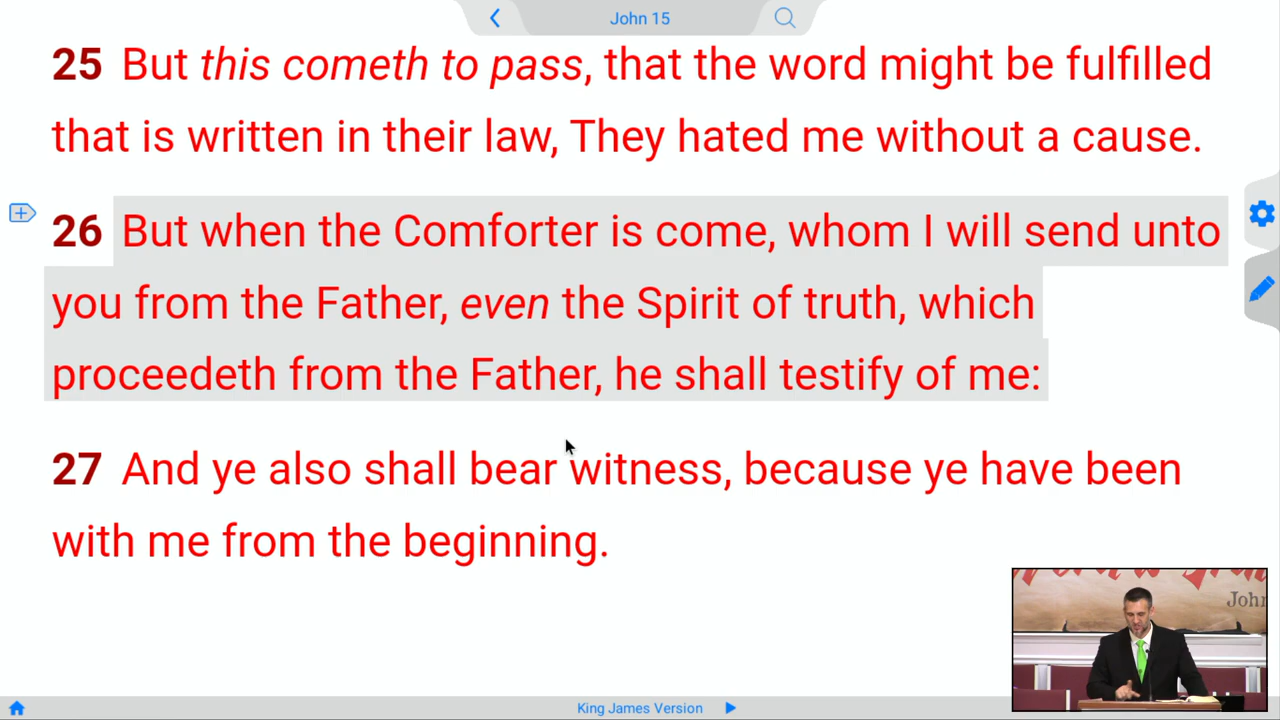 John 15
25 But this cometh to pass, that the word might be fulfilled
that is written in their law, They hated me without a cause.
26 But when the Comforter is come, whom I will send unto
you from the Father, even the Spirit of truth, which
proceedeth from the Father, he shall testify of me:
27 And ye also shall bear witness, because ye have been
with me from the beginning.
John
King James Version